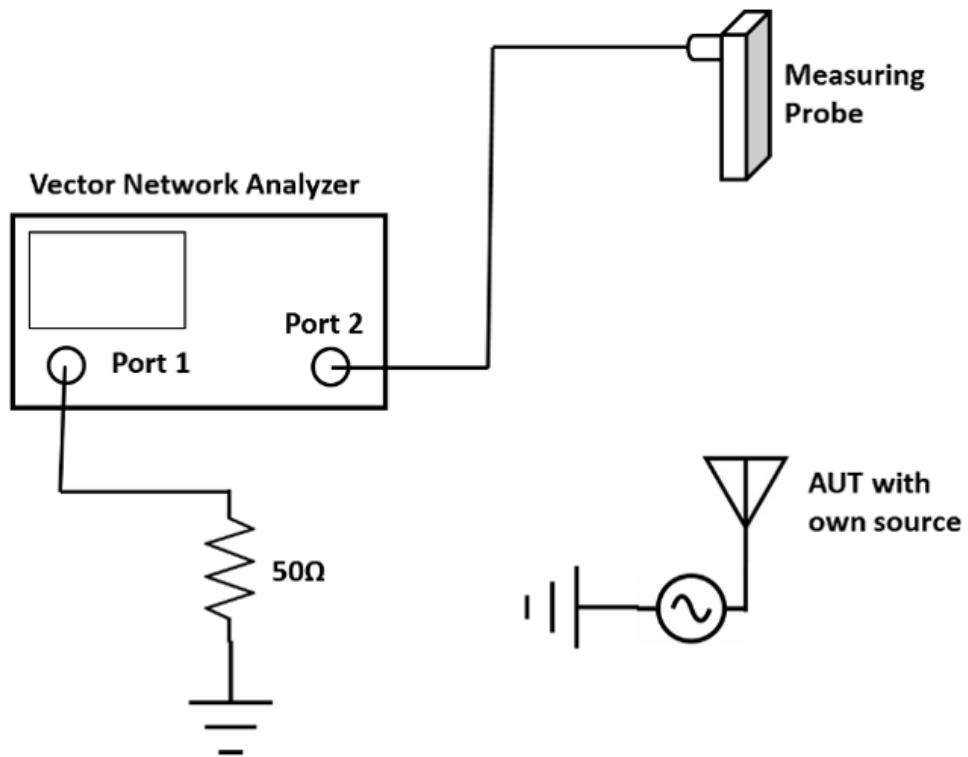 Measuring
Probe
Vector Network Analyzer
Port 2
Port 1
AUT with
own source
50Ω